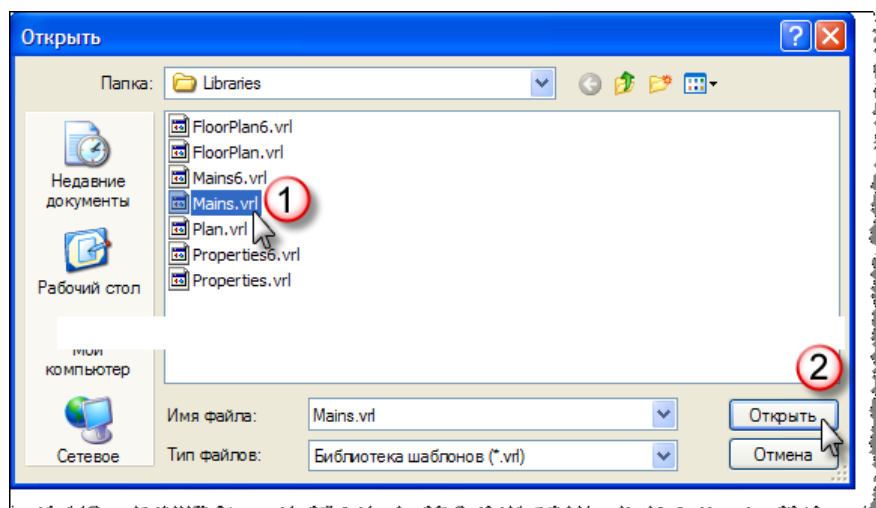 Открыть
Папка:
Libraries
Недавние
документы
Рабочий стол
Мой
компьютер
Сетевое
FloorPlan6.vrl
FloorPlan.vrl
Mains6.vrl
Mains.vrl
1
Plan.vrl
Properties6.vrl
Properties.vrl
2
Имя файла:
Mains.vrl
Открыть
Тип файлов:
Библиотека шаблонов (*.vrl)
Отмена